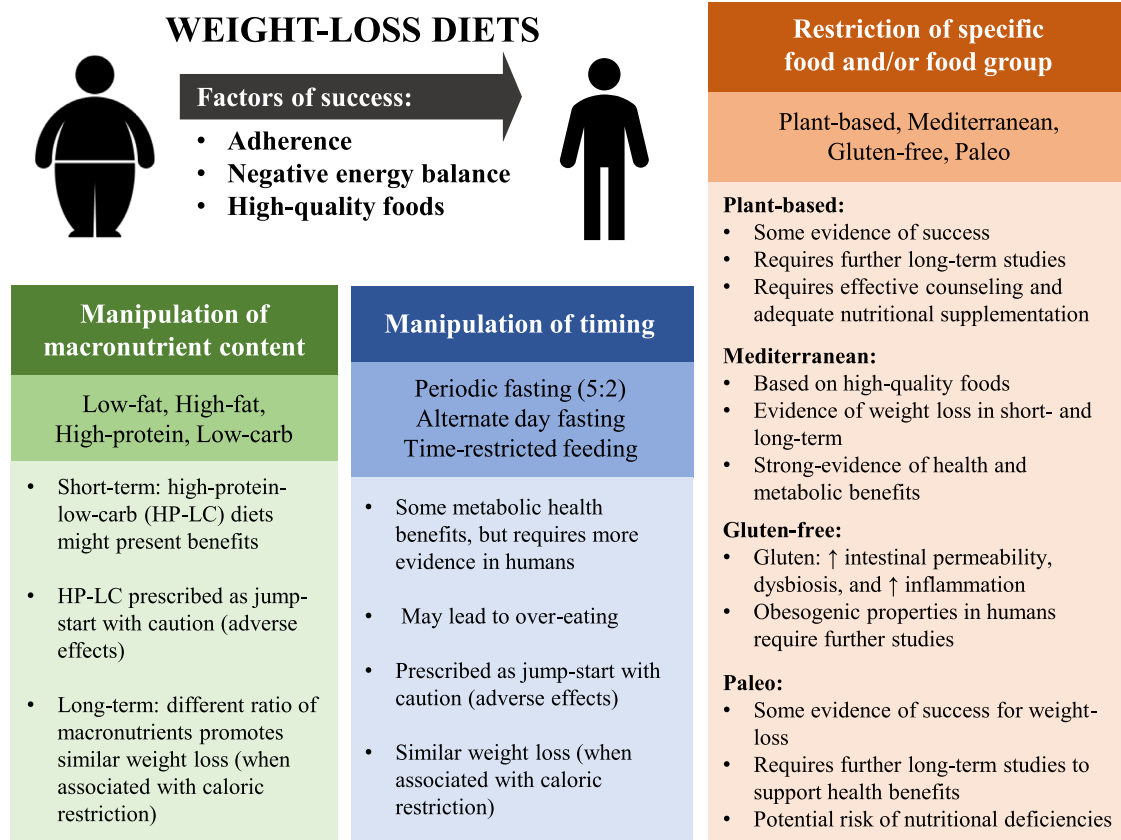 WEIGHT-LOSS DIETS
Factors of success:
• Adherence
• Negative energy balance
• High-quality foods
Manipulation of
macronutrient content
Low-fat, High-fat,
High-protein, Low-carb
• Short-term: high-protein-
low-carb (HP-LC) diets
might present benefits
• HP-LC prescribed as jump-
start with caution (adverse
effects)
• Long-term: different ratio of
macronutrients promotes
similar weight loss (when
associated with caloric
restriction)
Manipulation of timing
Periodic fasting (5:2)
Alternate day fasting
Time-restricted feeding
• Some metabolic health
benefits, but requires more
evidence in humans
• May lead to over-eating
• Prescribed as jump-start with
caution (adverse effects)
• Similar weight loss (when
associated with caloric
restriction)
Restriction of specific
food and/or food group
Plant-based, Mediterranean,
Gluten-free, Paleo
Plant-based:
• Some evidence of success
• Requires further long-term studies
• Requires effective counseling and
adequate nutritional supplementation
Mediterranean:
• Based on high-quality foods
• Evidence of weight loss in short- and
long-term
• Strong-evidence of health and
metabolic benefits
Gluten-free:
• Gluten: ↑ intestinal permeability,
dysbiosis, and ↑ inflammation
• Obesogenic properties in humans
require further studies
Paleo:
• Some evidence of success for weight-
loss
• Requires further long-term studies to
support health benefits
• Potential risk of nutritional deficiencies